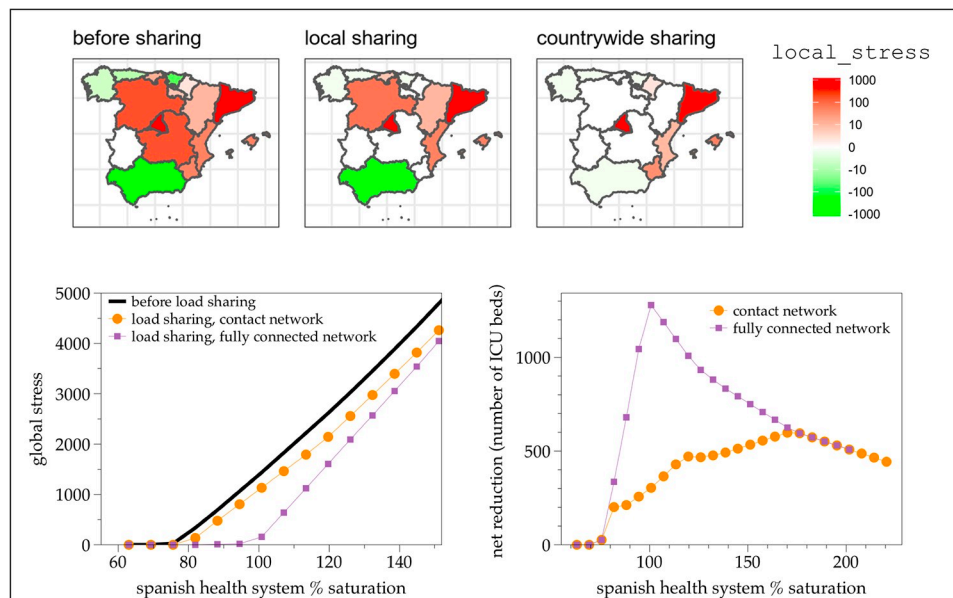 before sharing
local sharing
countrywide sharing
local_stress
1000
100
10
0
-10
-100
-1000
5000
4000
3000
2000
1000
0
global stress
before load sharing
load sharing, contact network
load sharing, fully connected network
60
80
100
120
140
spanish health system % saturation
net reduction (number of ICU beds)
1000
500
0
contact network
fully connected network
100
150
200
spanish health system % saturation